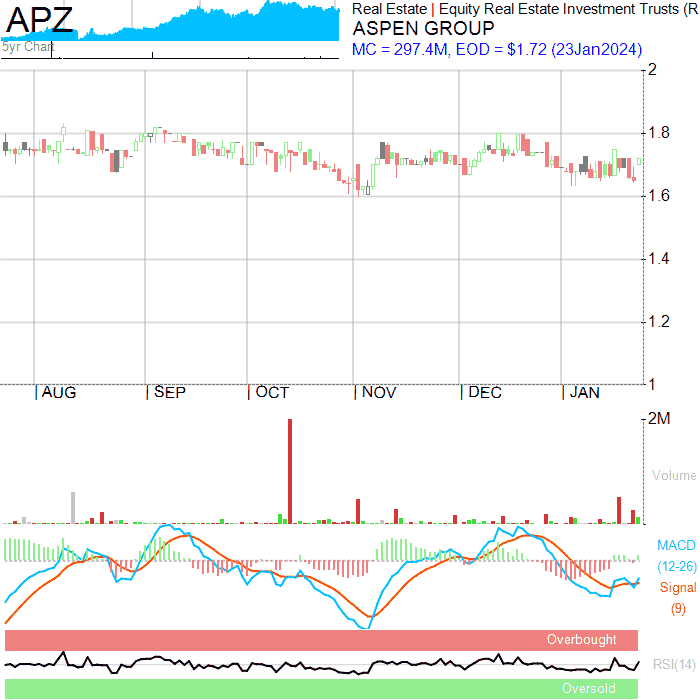 APZ
5yr Chart
Real Estate | Equity Real Estate Investment Trusts (R
ASPEN GROUP
MC = 297.4M, EOD = $1.72 (23Jan2024)
2
1.8
1.6
1.4
1.2
1
| AUG | SEP | OCT | NOV | DEC | JAN
2M
Volume
MACD
(12-26)
Signal
(9)
Overbought
RSI(14)
Oversold